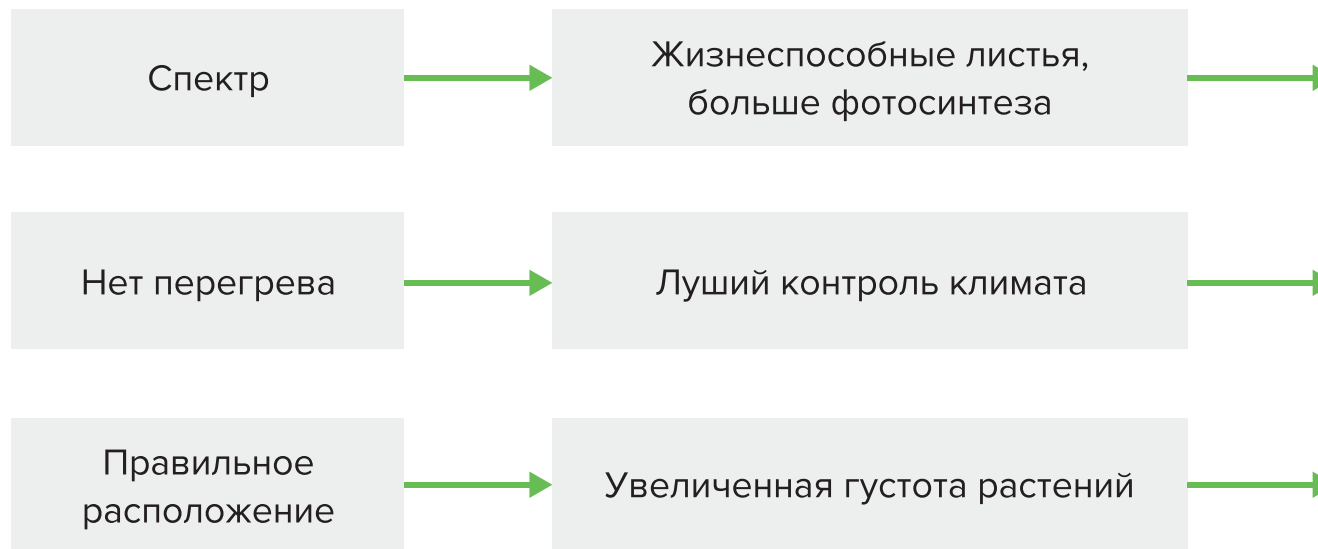 Спектр
Жизнеспособные листья,
больше фотосинтеза
Нет перегрева
Луший контроль климата
Правильное
расположение
Увеличенная густота растений